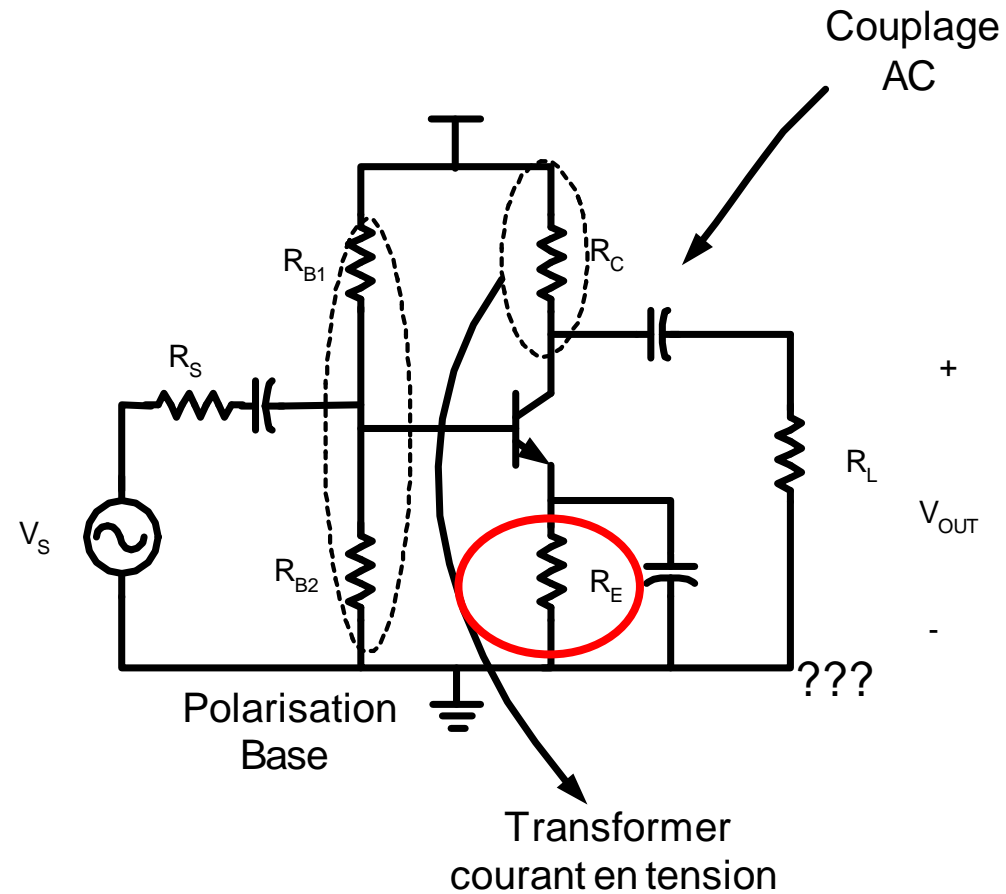 Couplage
AC
R_B1
R_C
R_S
+
R_L
V_S
V_OUT
R_B2
R_E
-
???
Polarisation
Base
Transformer
courant en tension